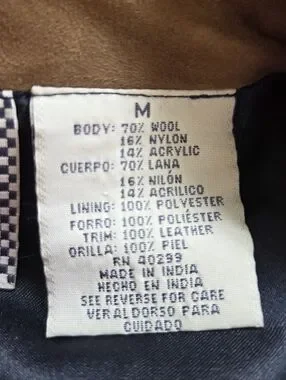 M
BODY: 70% WOOL
16% NYLON
14% ACRYLIC
CUERPO: 70% LANA
16% NILÓN
14% ACRILICO
LINING: 100% POLYESTER
FORRO: 100% POLIÉSTER
TRIM: 100% LEATHER
ORILLA: 100% PIEL
RN 40299
MADE IN INDIA
HECHO EN INDIA
SEE REVERSE FOR CARE
VER AL DORSO PARA
CUIDADO